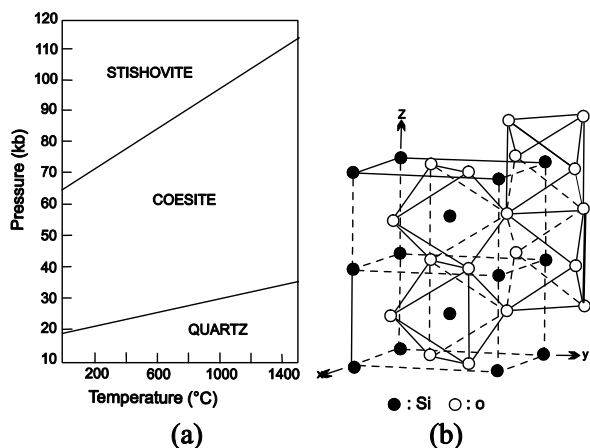 120
110
100
90
80
70
60
50
40
30
20
10
Pressure (kb)
STISHOVITE
COESITE
QUARTZ
200 600 1000 1400
Temperature (°C)
(a)
Z
x
y
: Si : o
(b)